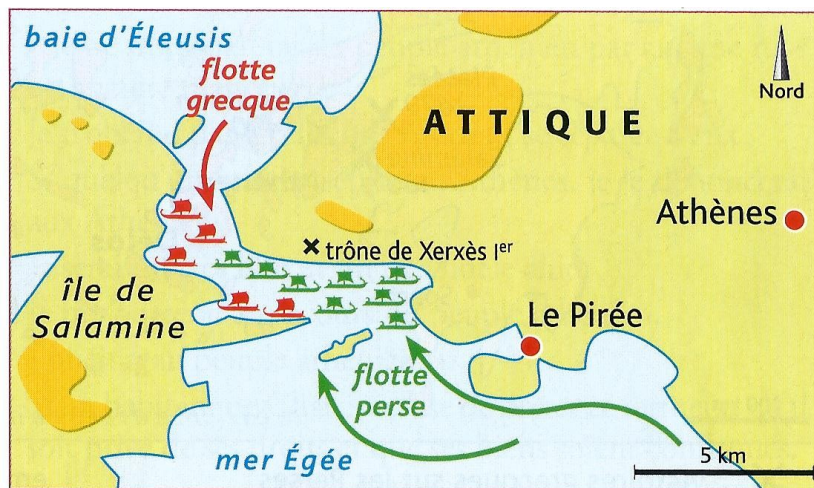 baie d'Éleusis
flotte
grecque
ATTIQUE
Nord
Athènes
trône de Xerxès Ier
île de
Salamine
Le Pirée
flotte
perse
mer Égée
5 km